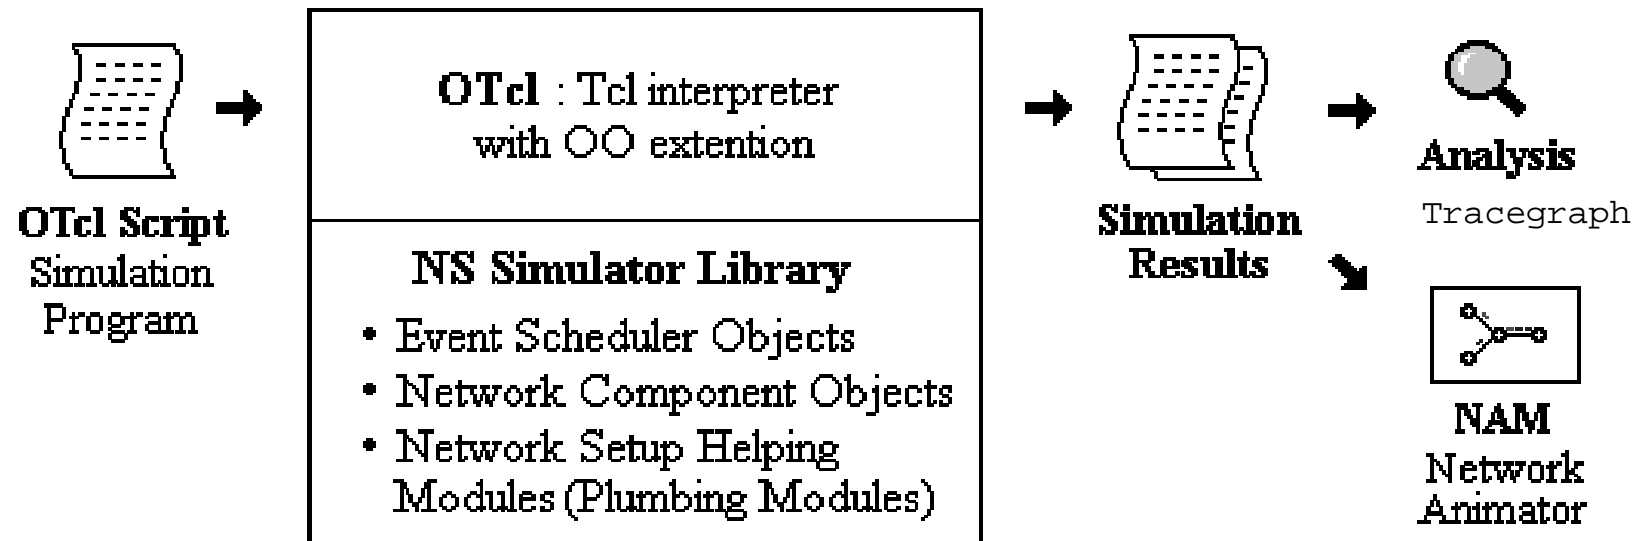 OTcl Script
Simulation
Program
OTcl : Tcl interpreter
with OO extention
NS Simulator Library
• Event Scheduler Objects
• Network Component Objects
• Network Setup Helping
Modules (Plumbing Modules)
Simulation
Results
Analysis
Tracegraph
NAM
Network
Animator